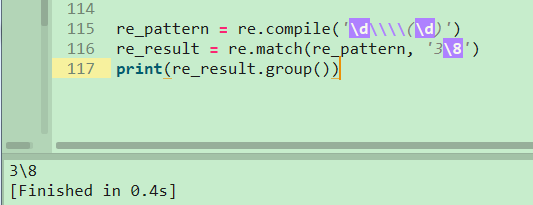 114
115 re_pattern = re.compile('\d\\\\(\d)')
116 re_result = re.match(re_pattern, '3\8')
117 print(re_result.group())
3\8
[Finished in 0.4s]